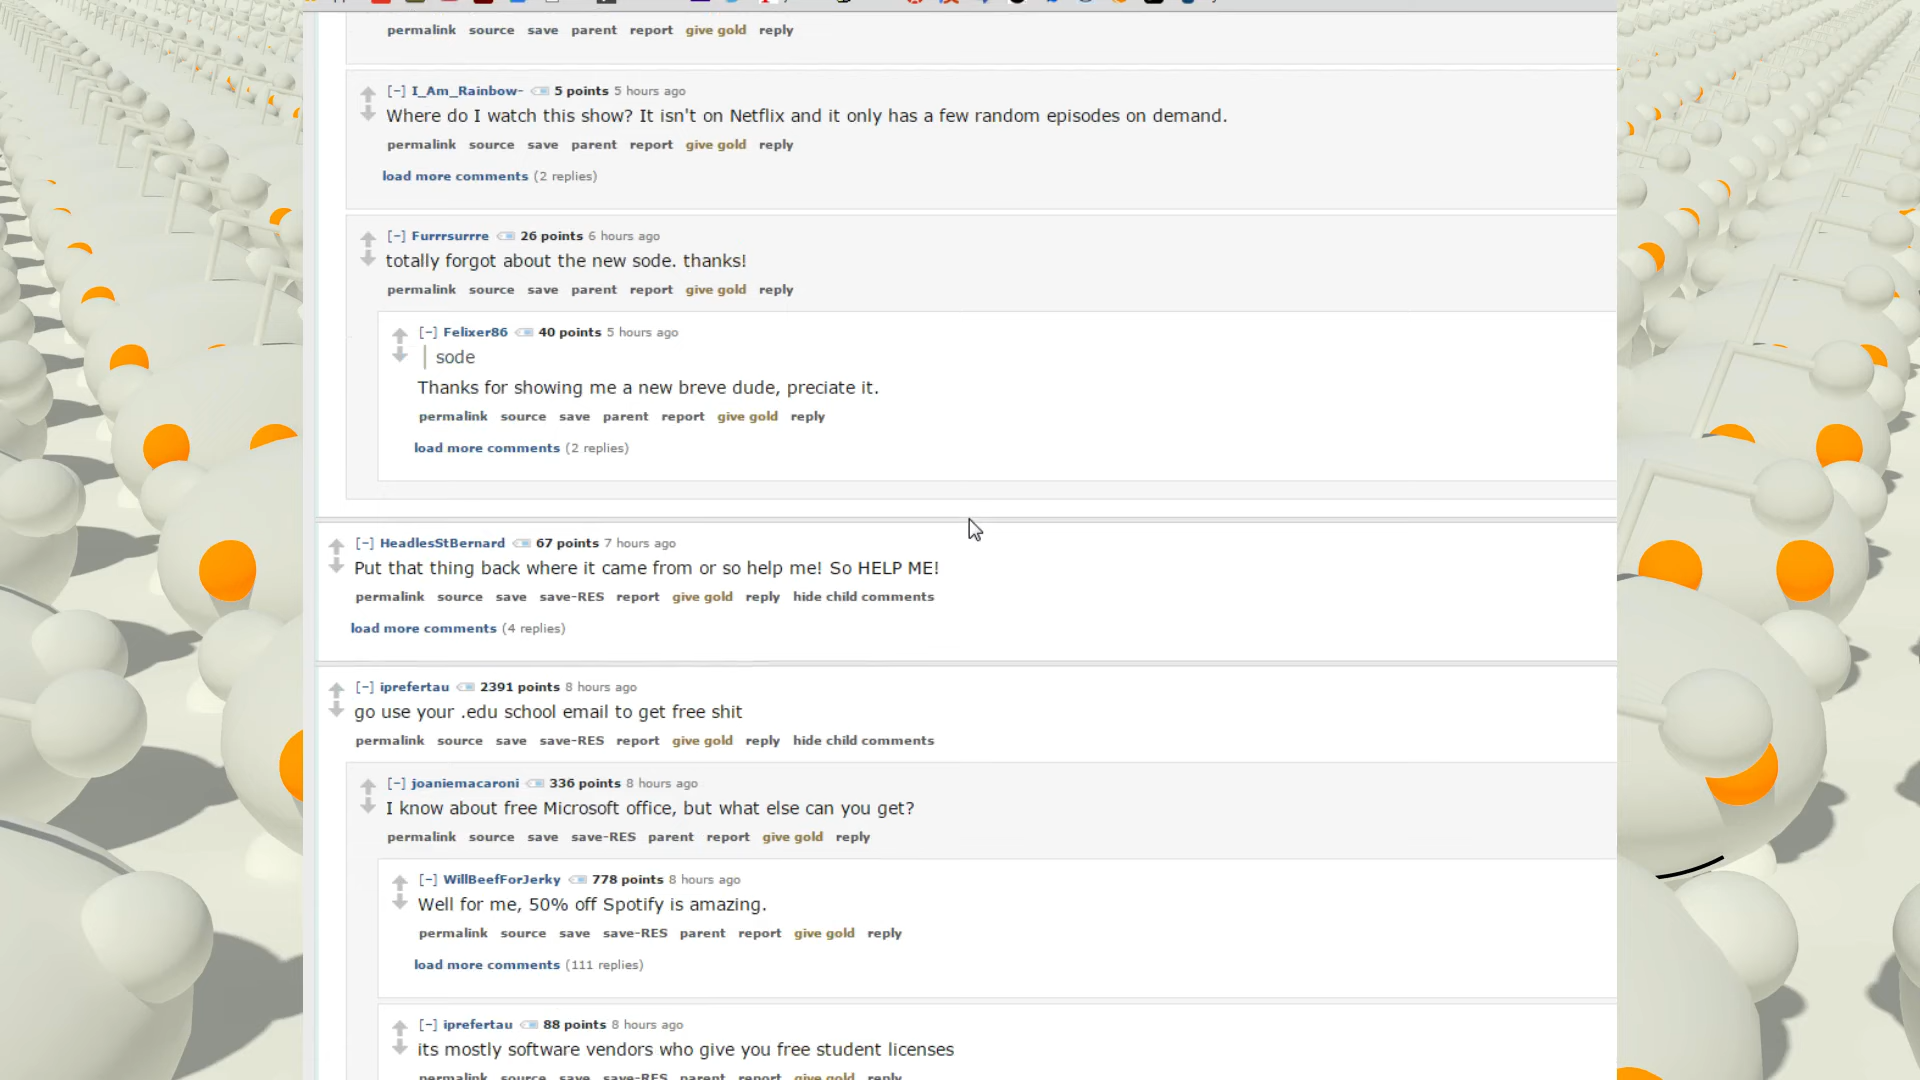 permalink source save parent report give gold reply
[-] I_Am_Rainbow- 5 points 5 hours ago
Where do I watch this show? It isn't on Netflix and it only has a few random episodes on demand.
permalink source save parent report give gold reply
load more comments (2 replies)
[-] Furrrsurrre 26 points 6 hours ago
totally forgot about the new sode. thanks!
permalink source save parent report give gold reply
[-] Felixer86 40 points 5 hours ago
sode
Thanks for showing me a new breve dude, preciate it.
permalink source save parent report give gold reply
load more comments (2 replies)
[-] HeadlesStBernard 67 points 7 hours ago
Put that thing back where it came from or so help me! So HELP ME!
permalink source save save-RES report give gold reply hide child comments
load more comments (4 replies)
[-] iprefertau 2391 points 8 hours ago
go use your .edu school email to get free shit
permalink source save save-RES report give gold reply hide child comments
[-] joaniemacaroni 336 points 8 hours ago
I know about free Microsoft office, but what else can you get?
permalink source save save-RES parent report give gold reply
[-] WillBeefForJerky 778 points 8 hours ago
Well for me, 50% off Spotify is amazing.
permalink source save save-RES parent report give gold reply
load more comments (111 replies)
[-] iprefertau 88 points 8 hours ago
its mostly software vendors who give you free student licenses
permalink source save save-RES parent report give gold reply